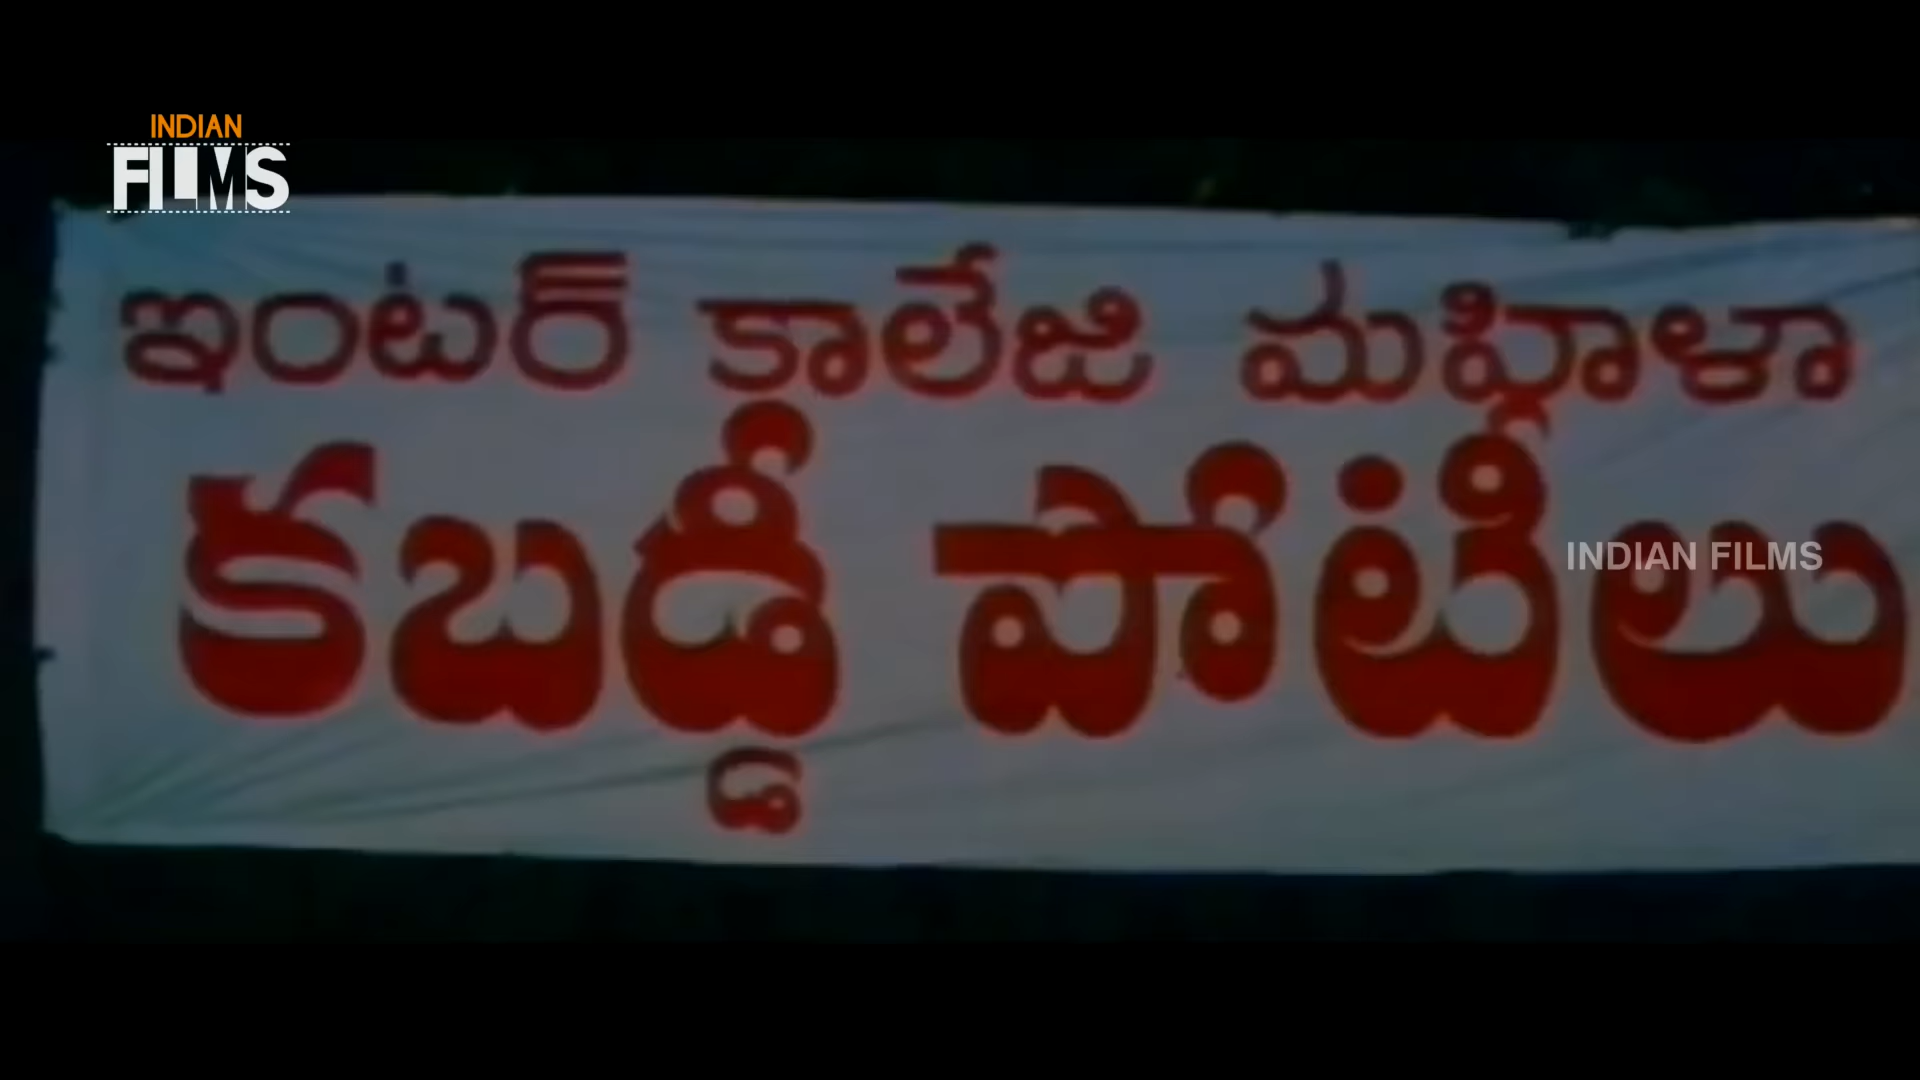 INDIAN
FILMS
ఇంటర్ కాలేజి మహిళా
కబడ్డీ పోటీలు
INDIAN FILMS